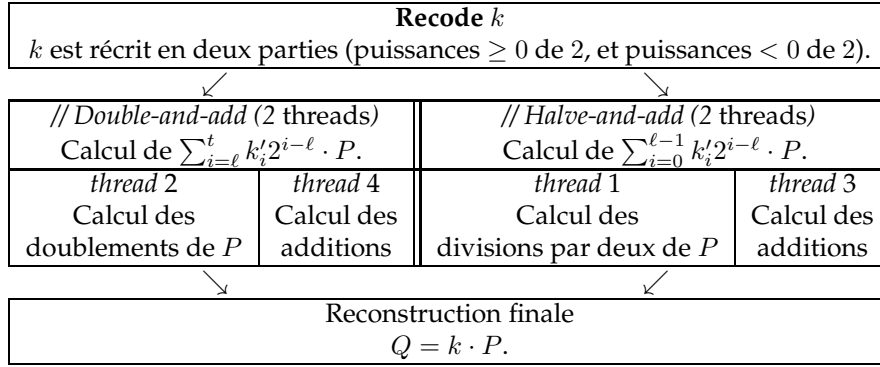 Recode k
k est récrit en deux parties (puissances ≥ 0 de 2, et puissances < 0 de 2).
↙ ↘
// Double-and-add (2 threads)
Calcul de ∑_{i=ℓ}^{t} k'_i 2^{i−ℓ} · P.
// Halve-and-add (2 threads)
Calcul de ∑_{i=0}^{ℓ−1} k'_i 2^{i−ℓ} · P.
thread 2
Calcul des
doublements de P
thread 4
Calcul des
additions
thread 1
Calcul des
divisions par deux de P
thread 3
Calcul des
additions
↘ ↙
Reconstruction finale
Q = k · P.